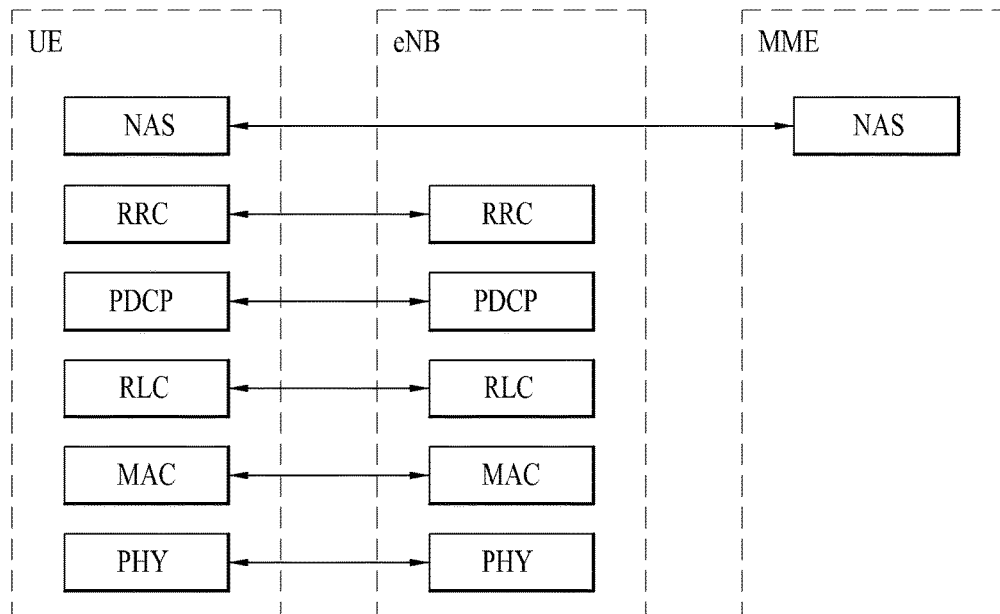 UE eNB MME
NAS NAS
RRC RRC
PDCP PDCP
RLC RLC
MAC MAC
PHY PHY